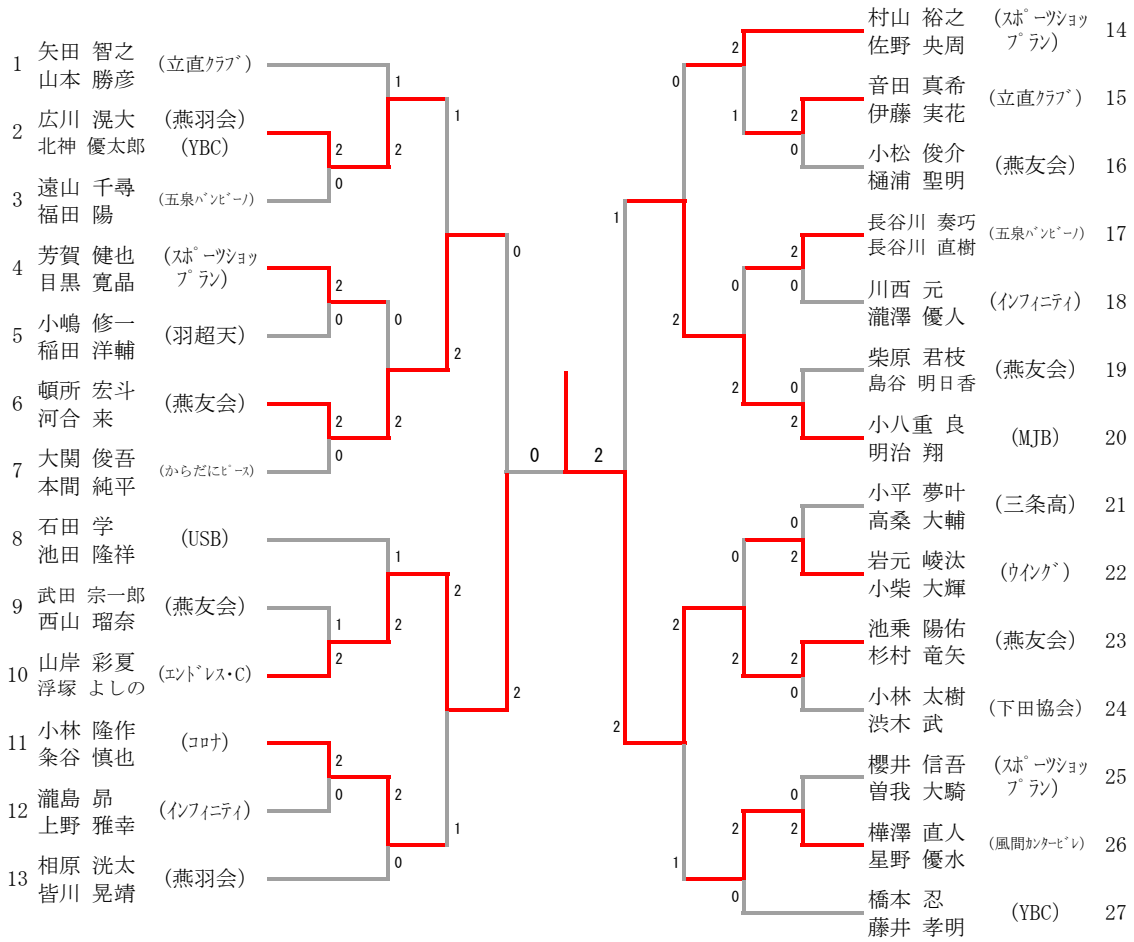 1 矢田 智之 (立直クラブ)
山本 勝彦
2 広川 滉大 (燕羽会)
北神 優太郎 (YBC)
3 遠山 千尋 (五泉バンビーノ)
福田 陽
4 芳賀 健也 (スポーツショップラン)
目黒 寛晶
5 小嶋 修一 (羽超天)
稲田 洋輔
6 頓所 宏斗 (燕友会)
河合 来
7 大関 俊吾 (からだにピース)
本間 純平
8 石田 学 (USB)
池田 隆祥
9 武田 宗一郎 (燕友会)
西山 瑠奈
10 山岸 彩夏 (エンドレス・C)
浮塚 よしの
11 小林 隆作 (コロナ)
粂谷 慎也
12 瀧島 昂 (インフィニティ)
上野 雅幸
13 相原 洸太 (燕羽会)
皆川 晃靖
1
2
2
0
1
2
0
0
2
2
0
2
0
1
2
1
2
2
2
0
2
0
1
2
0 2
村山 裕之 (スポーツショップラン) 14
佐野 央周
音田 真希 (立直クラブ) 15
伊藤 実花
小松 俊介 (燕友会) 16
樋浦 聖明
長谷川 奏巧 (五泉バンビーノ) 17
長谷川 直樹
川西 元 (インフィニティ) 18
瀧澤 優人
柴原 君枝 (燕友会) 19
島谷 明日香
小八重 良 (MJB) 20
明治 翔
小平 夢叶 (三条高) 21
高桑 大輔
岩元 崚汰 (ウイング) 22
小柴 大輝
池乗 陽佑 (燕友会) 23
杉村 竜矢
小林 太樹 (下田協会) 24
渋木 武
櫻井 信吾 (スポーツショップラン) 25
曽我 大騎
樺澤 直人 (風間カンタービレ) 26
星野 優水
橋本 忍 (YBC) 27
藤井 孝明
2
0
1
2
0
1
2
0
0
2
2
0
2
0
0
2
2
2
2
0
2
0
2
2
1
0